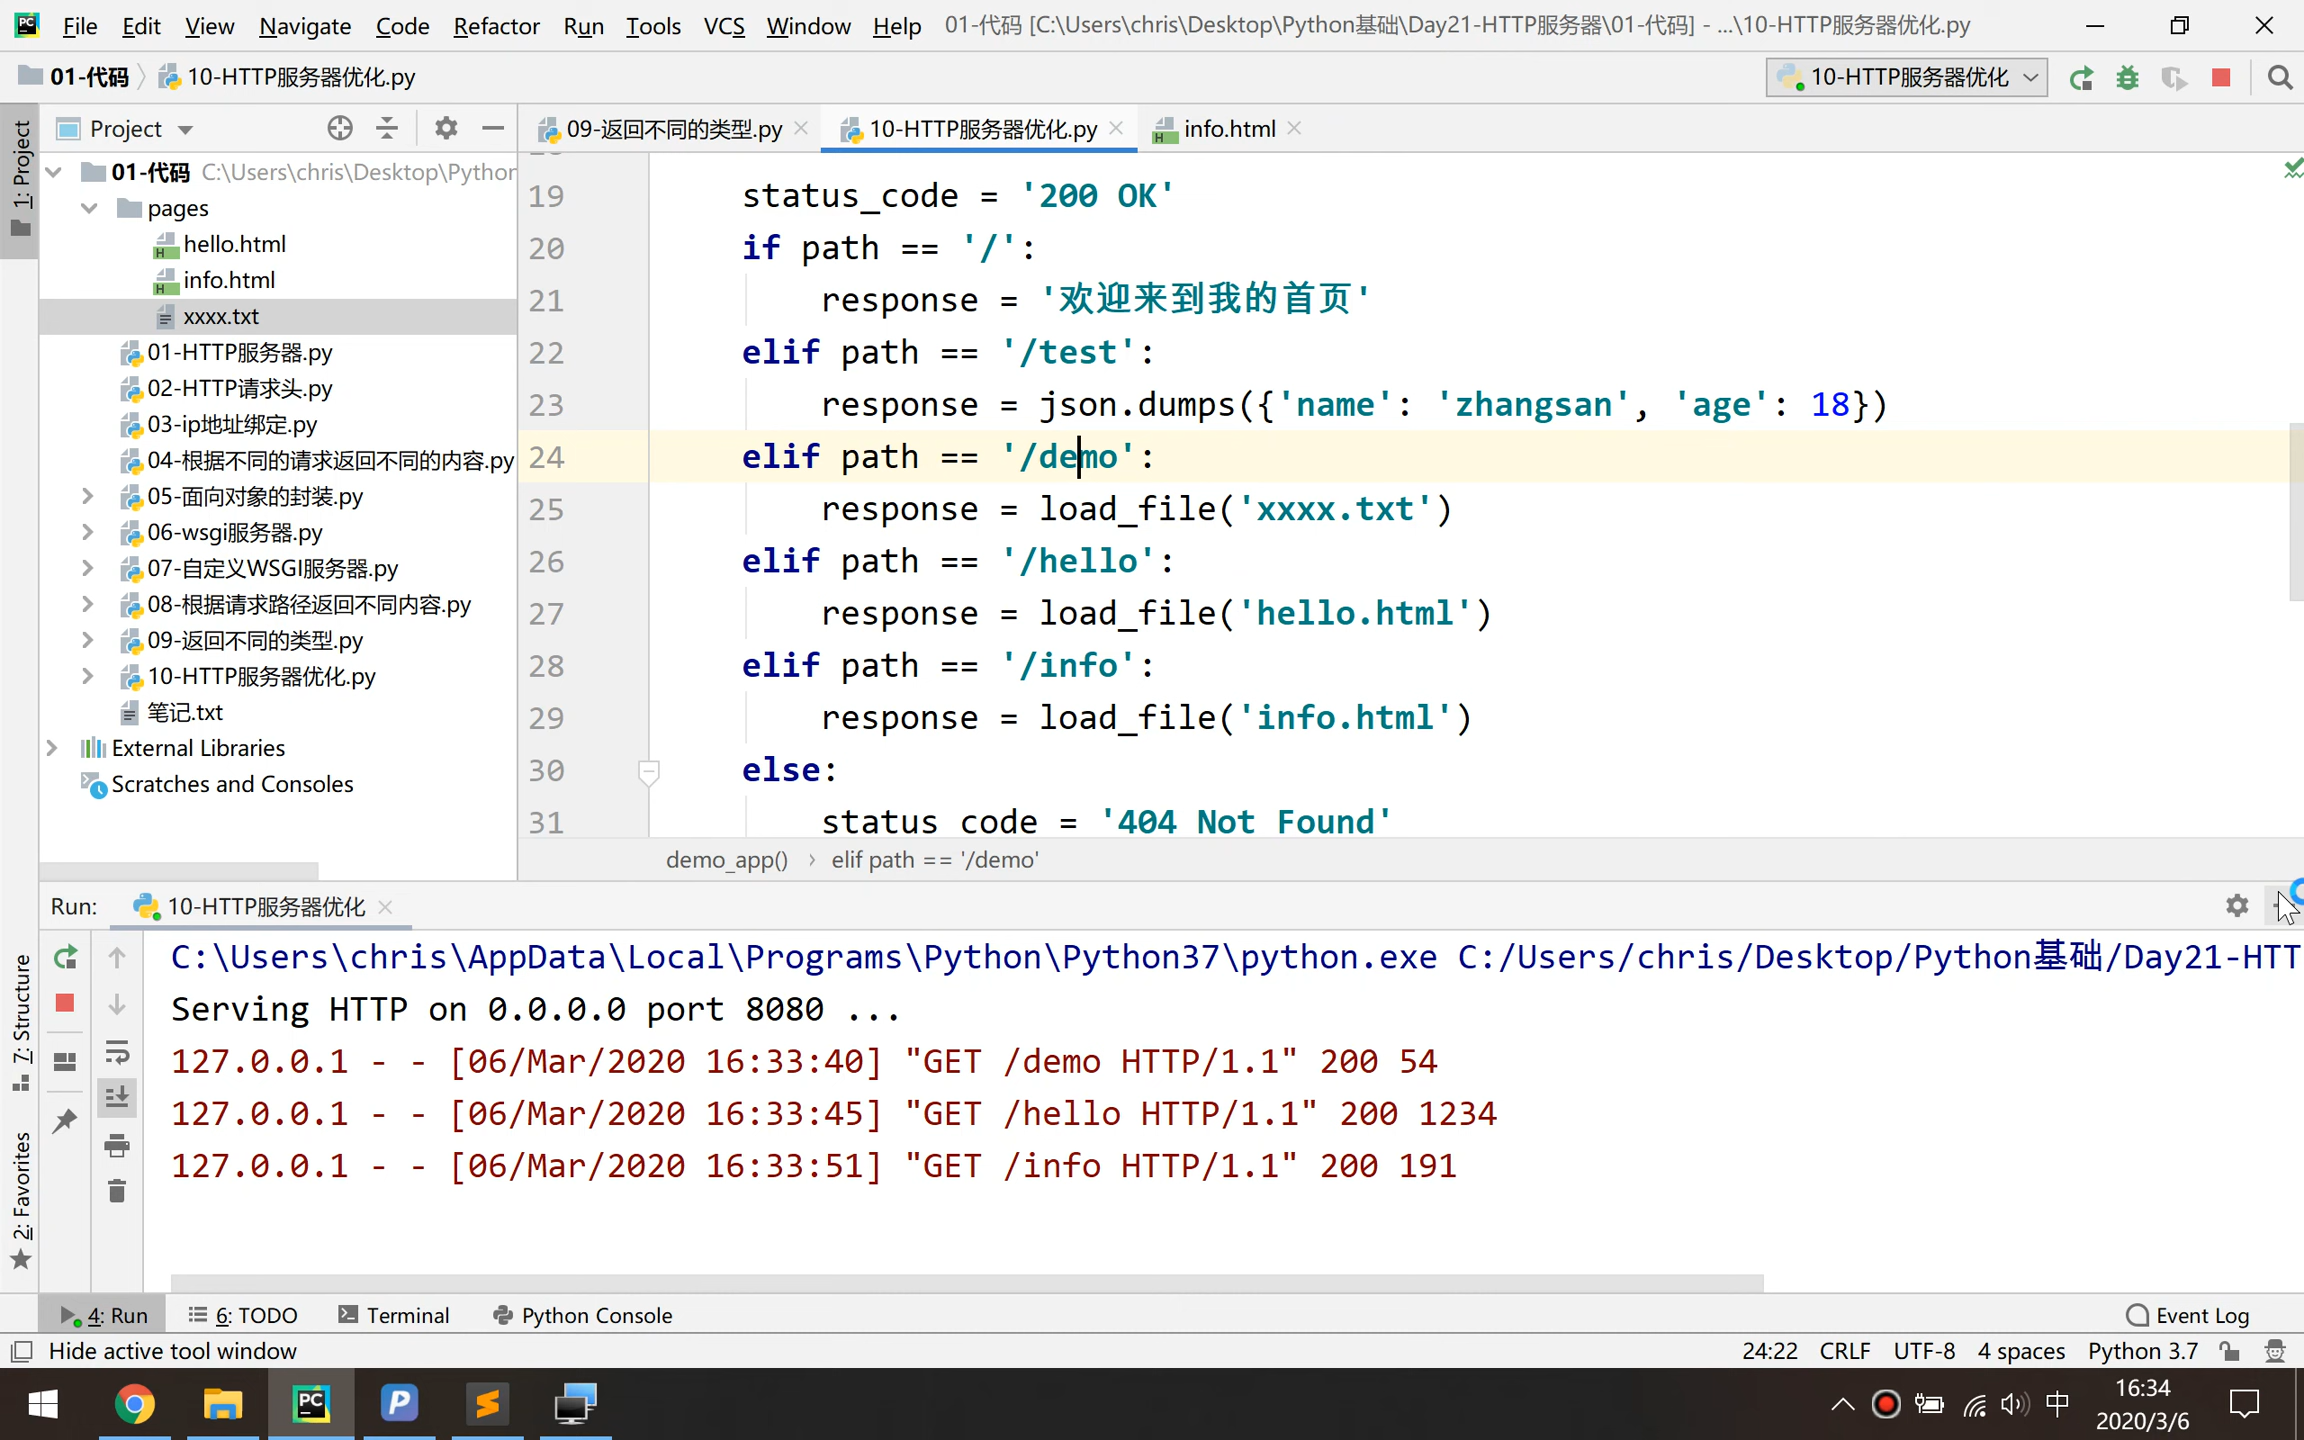 File Edit View Navigate Code Refactor Run Tools VCS Window Help 01-代码 [C:\Users\chris\Desktop\Python基础\Day21-HTTP服务器\01-代码] - ...\10-HTTP服务器优化.py
01-代码 10-HTTP服务器优化.py
10-HTTP服务器优化
1: Project
Project
09-返回不同的类型.py
10-HTTP服务器优化.py
info.html
01-代码 C:\Users\chris\Desktop\Python
pages
hello.html
info.html
xxxx.txt
01-HTTP服务器.py
02-HTTP请求头.py
03-ip地址绑定.py
04-根据不同的请求返回不同的内容.py
05-面向对象的封装.py
06-wsgi服务器.py
07-自定义WSGI服务器.py
08-根据请求路径返回不同内容.py
09-返回不同的类型.py
10-HTTP服务器优化.py
笔记.txt
External Libraries
Scratches and Consoles
19 status_code = '200 OK'
20 if path == '/':
21 response = '欢迎来到我的首页'
22 elif path == '/test':
23 response = json.dumps({'name': 'zhangsan', 'age': 18})
24 elif path == '/demo':
25 response = load_file('xxxx.txt')
26 elif path == '/hello':
27 response = load_file('hello.html')
28 elif path == '/info':
29 response = load_file('info.html')
30 else:
31 status_code = '404 Not Found'
demo_app() › elif path == '/demo'
Run: 10-HTTP服务器优化
C:\Users\chris\AppData\Local\Programs\Python\Python37\python.exe C:/Users/chris/Desktop/Python基础/Day21-HTT
Serving HTTP on 0.0.0.0 port 8080 ...
127.0.0.1 - - [06/Mar/2020 16:33:40] "GET /demo HTTP/1.1" 200 54
127.0.0.1 - - [06/Mar/2020 16:33:45] "GET /hello HTTP/1.1" 200 1234
127.0.0.1 - - [06/Mar/2020 16:33:51] "GET /info HTTP/1.1" 200 191
7: Structure
2: Favorites
4: Run 6: TODO Terminal Python Console Event Log
Hide active tool window 24:22 CRLF UTF-8 4 spaces Python 3.7
中 16:34
2020/3/6